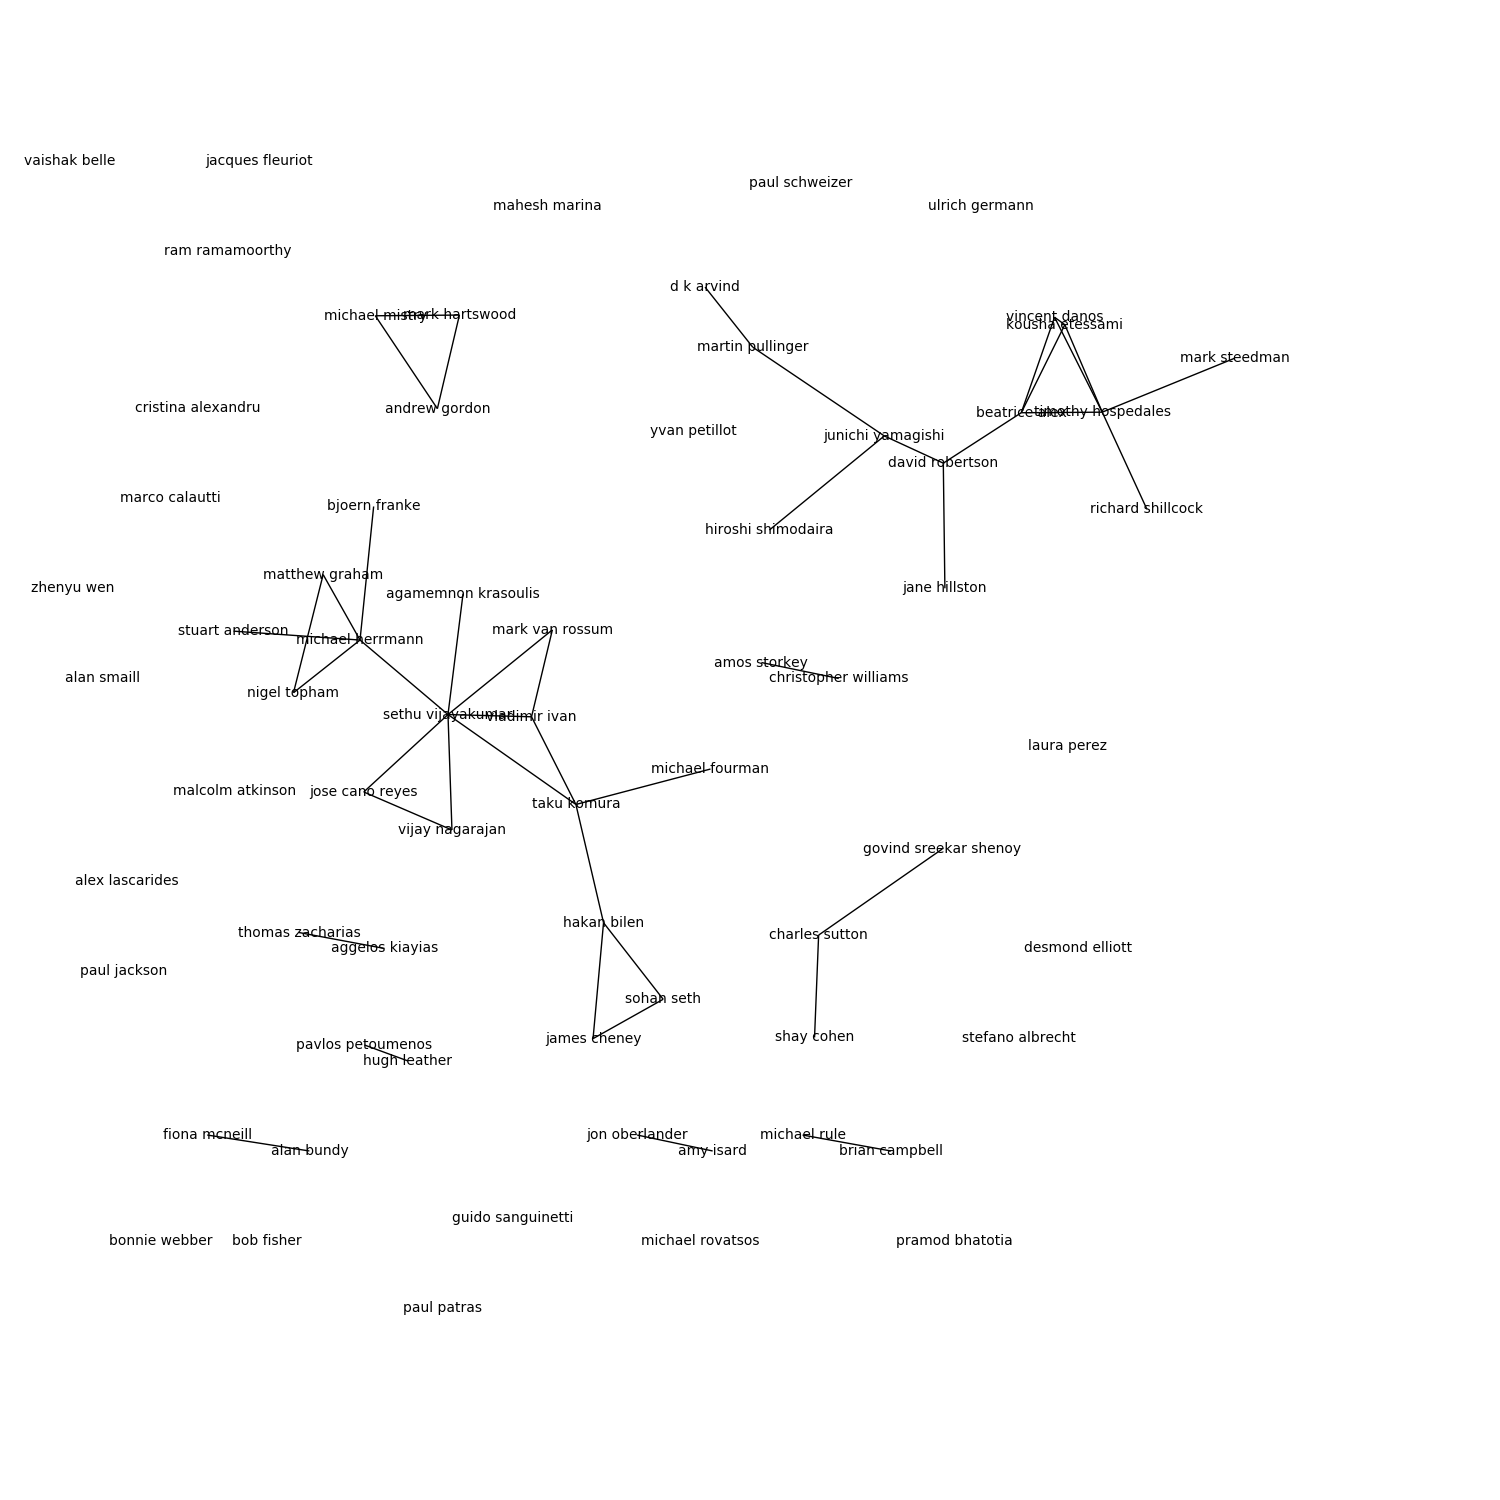 vaishak belle
jacques fleuriot
paul schweizer
mahesh marina
ulrich germann
ram ramamoorthy
d k arvind
michael mistry
mark hartswood
vincent danos
kousha etessami
martin pullinger
mark steedman
cristina alexandru
andrew gordon
beatrice alex
timothy hospedales
yvan petillot
junichi yamagishi
david robertson
marco calautti
bjoern franke
richard shillcock
hiroshi shimodaira
matthew graham
zhenyu wen
agamemnon krasoulis
jane hillston
stuart anderson
michael herrmann
mark van rossum
amos storkey
christopher williams
alan smaill
nigel topham
sethu vijayakumar
vladimir ivan
laura perez
michael fourman
malcolm atkinson
jose cano reyes
taku komura
vijay nagarajan
govind sreekar shenoy
alex lascarides
hakan bilen
thomas zacharias
aggelos kiayias
charles sutton
desmond elliott
paul jackson
sohan seth
james cheney
shay cohen
stefano albrecht
pavlos petoumenos
hugh leather
fiona mcneill
alan bundy
jon oberlander
amy isard
michael rule
brian campbell
guido sanguinetti
bonnie webber
bob fisher
michael rovatsos
pramod bhatotia
paul patras